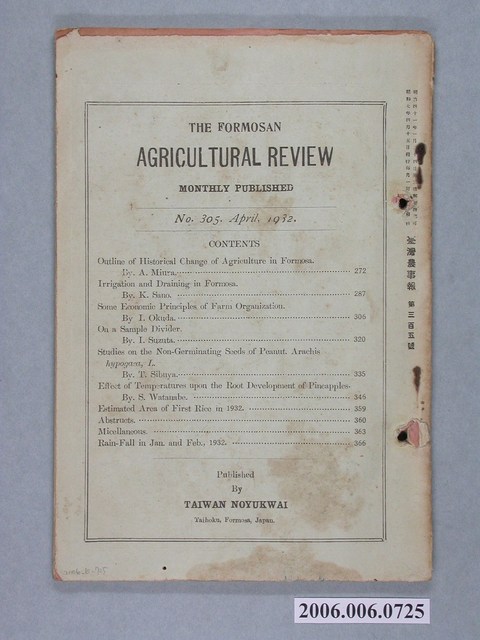 THE FORMOSAN
AGRICULTURAL REVIEW
MONTHLY PUBLISHED
No. 305. April. 1932.
CONTENTS
Outline of Historical Change of Agriculture in Formosa.
By. A. Miura. 272
Irrigation and Draining in Formosa.
By. K. Sano. 287
Some Economic Principles of Farm Organization.
By I. Okuda. 306
On a Sample Divider.
By. I. Suzuta. 320
Studies on the Non-Germinating Seeds of Peanut. Arachis
hypogaea, L.
By. T. Sibuya. 335
Effect of Temperatures upon the Root Development of Pineapples.
By. S. Watanabe. 346
Estimated Area of First Rice in 1932. 359
Abstracts. 360
Micellaneous. 363
Rain-Fall in Jan. and Feb., 1932. 366
Published
By
TAIWAN NOYUKWAI
Taihoku, Formosa, Japan.
臺灣農事報 第三百五號
2006.006.0725